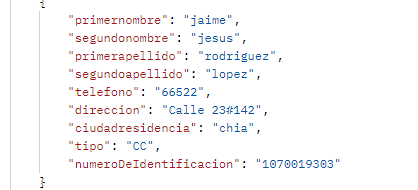 {
"primernombre": "jaime",
"segundonombre": "jesus",
"primerapellido": "rodriguez",
"segundoapellido": "lopez",
"telefono": "66522",
"direccion": "Calle 23#142",
"ciudadresidencia": "chia",
"tipo": "CC",
"numeroDeIdentificacion": "1070019303"
}